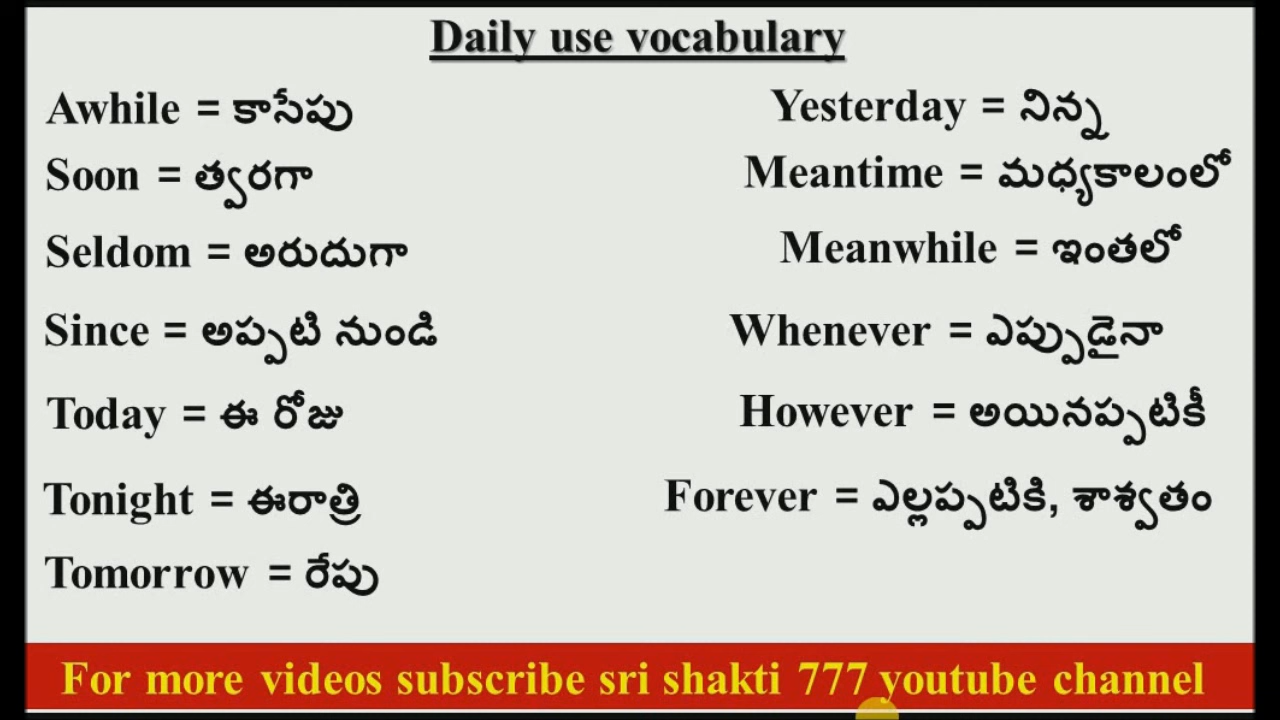 Daily use vocabulary
Awhile = కాసేపు
Soon = త్వరగా
Seldom = అరుదుగా
Since = అప్పటి నుండి
Today = ఈ రోజు
Tonight = ఈరాత్రి
Tomorrow = రేపు
Yesterday = నిన్న
Meantime = మధ్యకాలంలో
Meanwhile = ఇంతలో
Whenever = ఎప్పుడైనా
However = అయినప్పటికీ
Forever = ఎల్లప్పటికి, శాశ్వతం
For more videos subscribe sri shakti 777 youtube channel